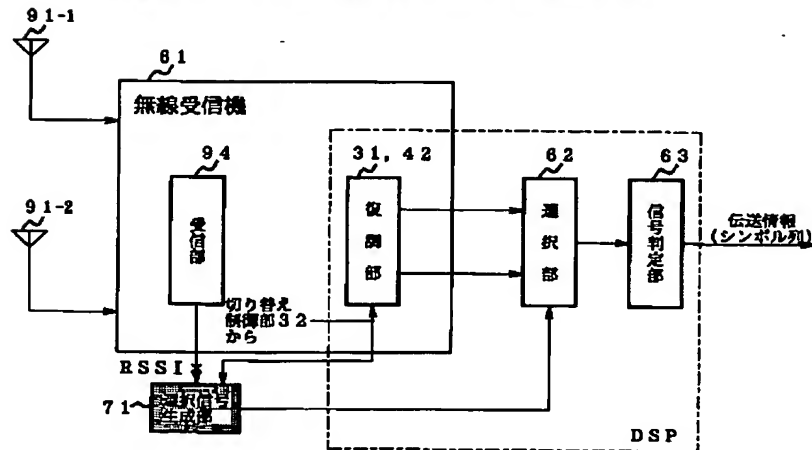 91-1
61
無線受信機
94
受信部
91-2
31, 42
復調部
62
選択部
63
信号判定部
伝送情報
(シンボル列)
切り替え
制御部32
から
RSSI
71
選択信号
生成部
DSP